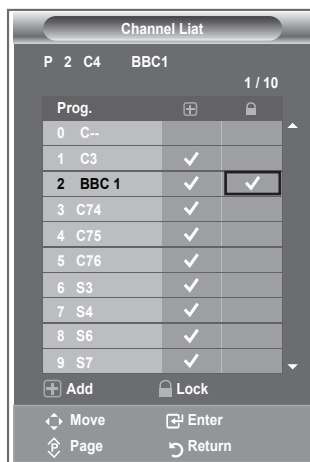 Channel Liat
P 2 C4 BBC1
1 / 10
Prog.
0 C--
1 C3
2 BBC 1
3 C74
4 C75
5 C76
6 S3
7 S4
8 S6
9 S7
Add Lock
Move Enter
P Page Return